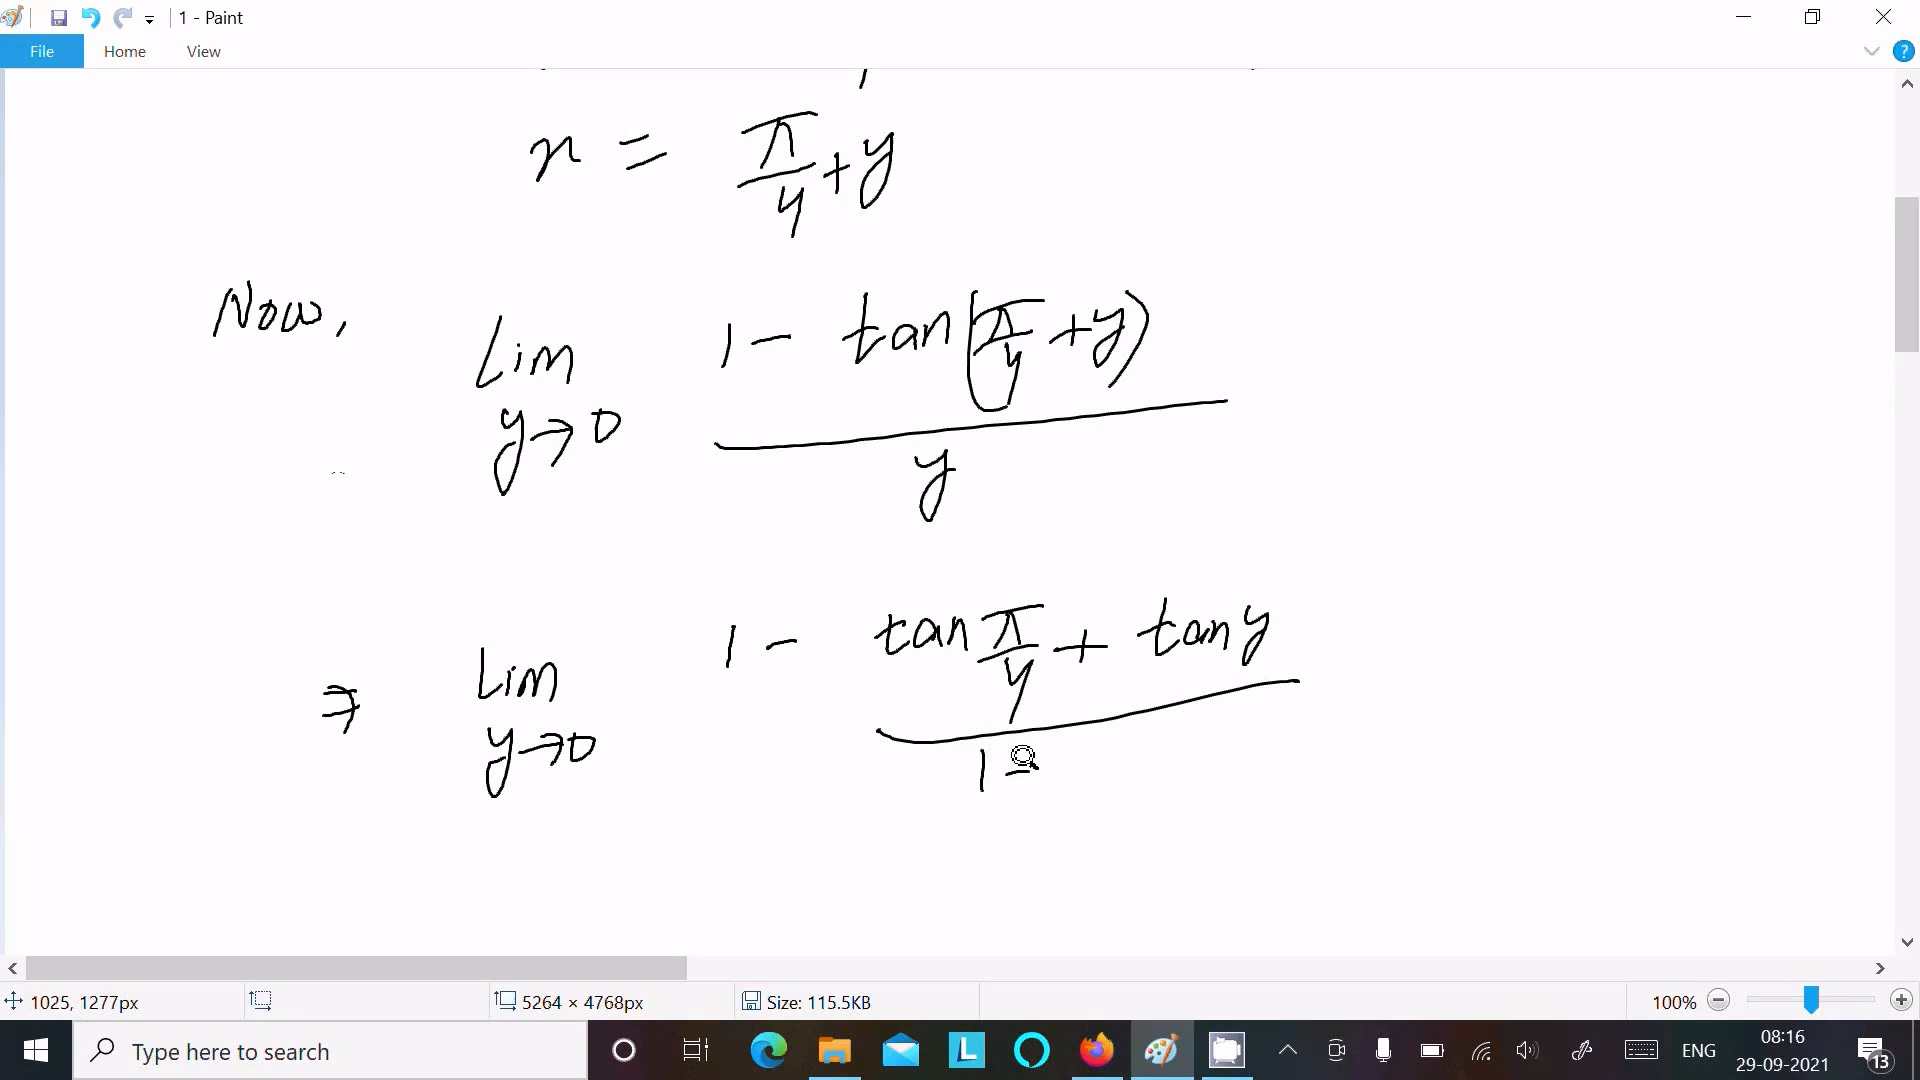 1 - Paint
File Home View
x = π/4 + y
Now, Lim y→0 (1 - tan(π/4 + y)) / y
⇒ Lim y→0 1 - (tan π/4 + tan y) / (1 -
1025, 1277px 5264 × 4768px Size: 115.5KB 100%
Type here to search
L
ENG
08:16
29-09-2021
13